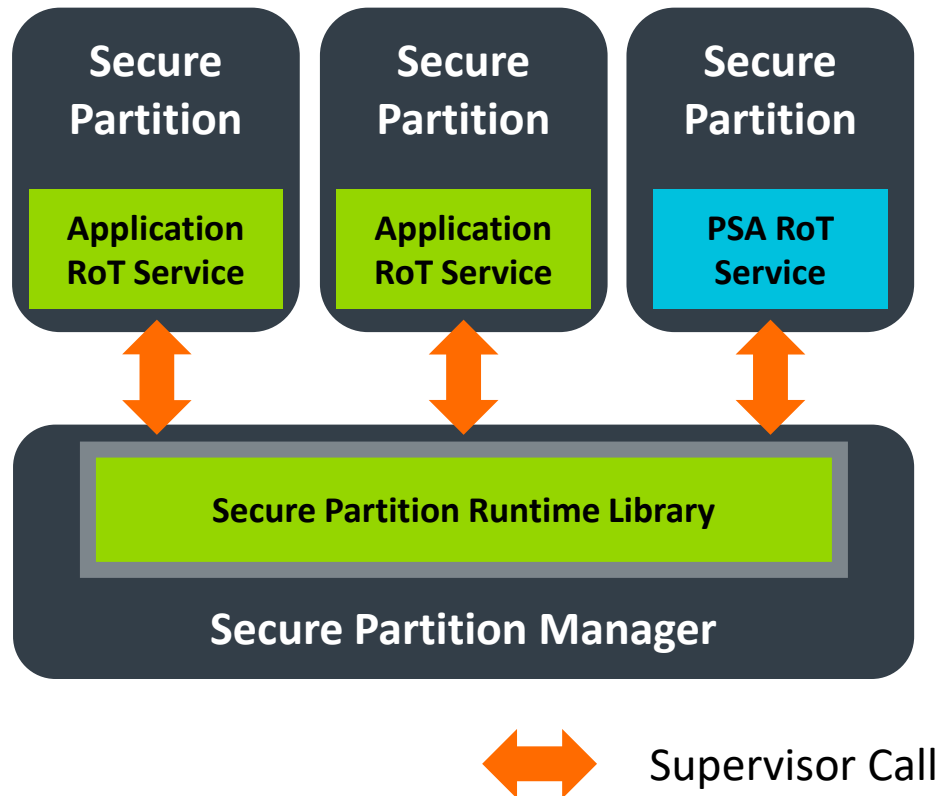 Secure
Partition
Application
RoT Service
Secure
Partition
Application
RoT Service
Secure
Partition
PSA RoT
Service
Secure Partition Runtime Library
Secure Partition Manager
Supervisor Call